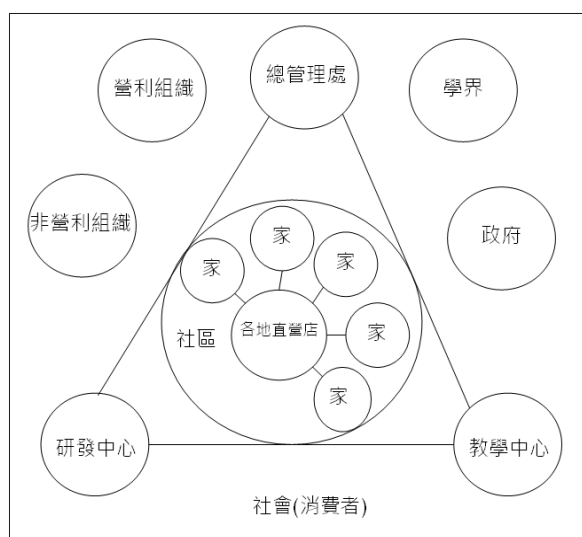 營利組織
總管理處
學界
非營利組織
政府
家
家
家
家
家
社區
各地直營店
研發中心
教學中心
社會(消費者)